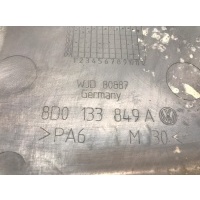 WJD 80887
Germany
8D0 133 849 A
>PA6 M 30<